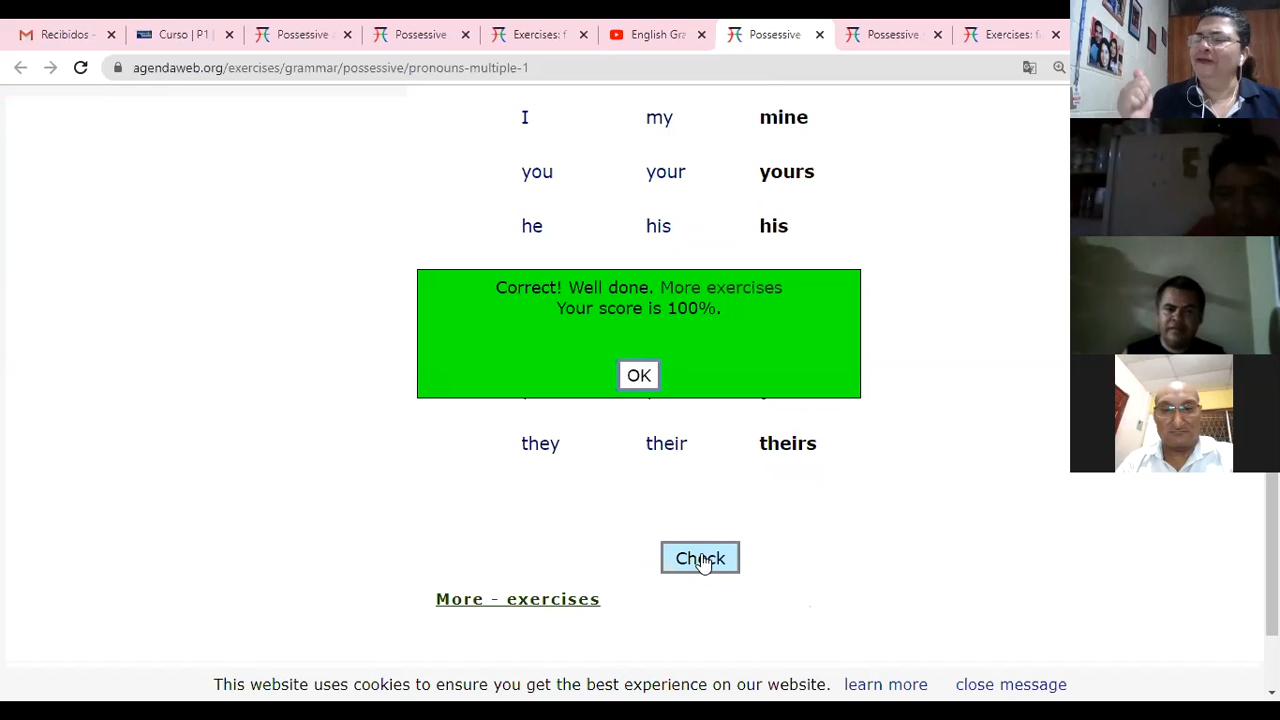 Recibidos -
Curso | P1 |
Possessive
Possessive
Exercises: f
English Gra
Possessive
Possessive
Exercises: f
agendaweb.org/exercises/grammar/possessive/pronouns-multiple-1
I my mine
you your yours
he his his
Correct! Well done. More exercises
Your score is 100%.
OK
they their theirs
Check
More - exercises
This website uses cookies to ensure you get the best experience on our website. learn more close message